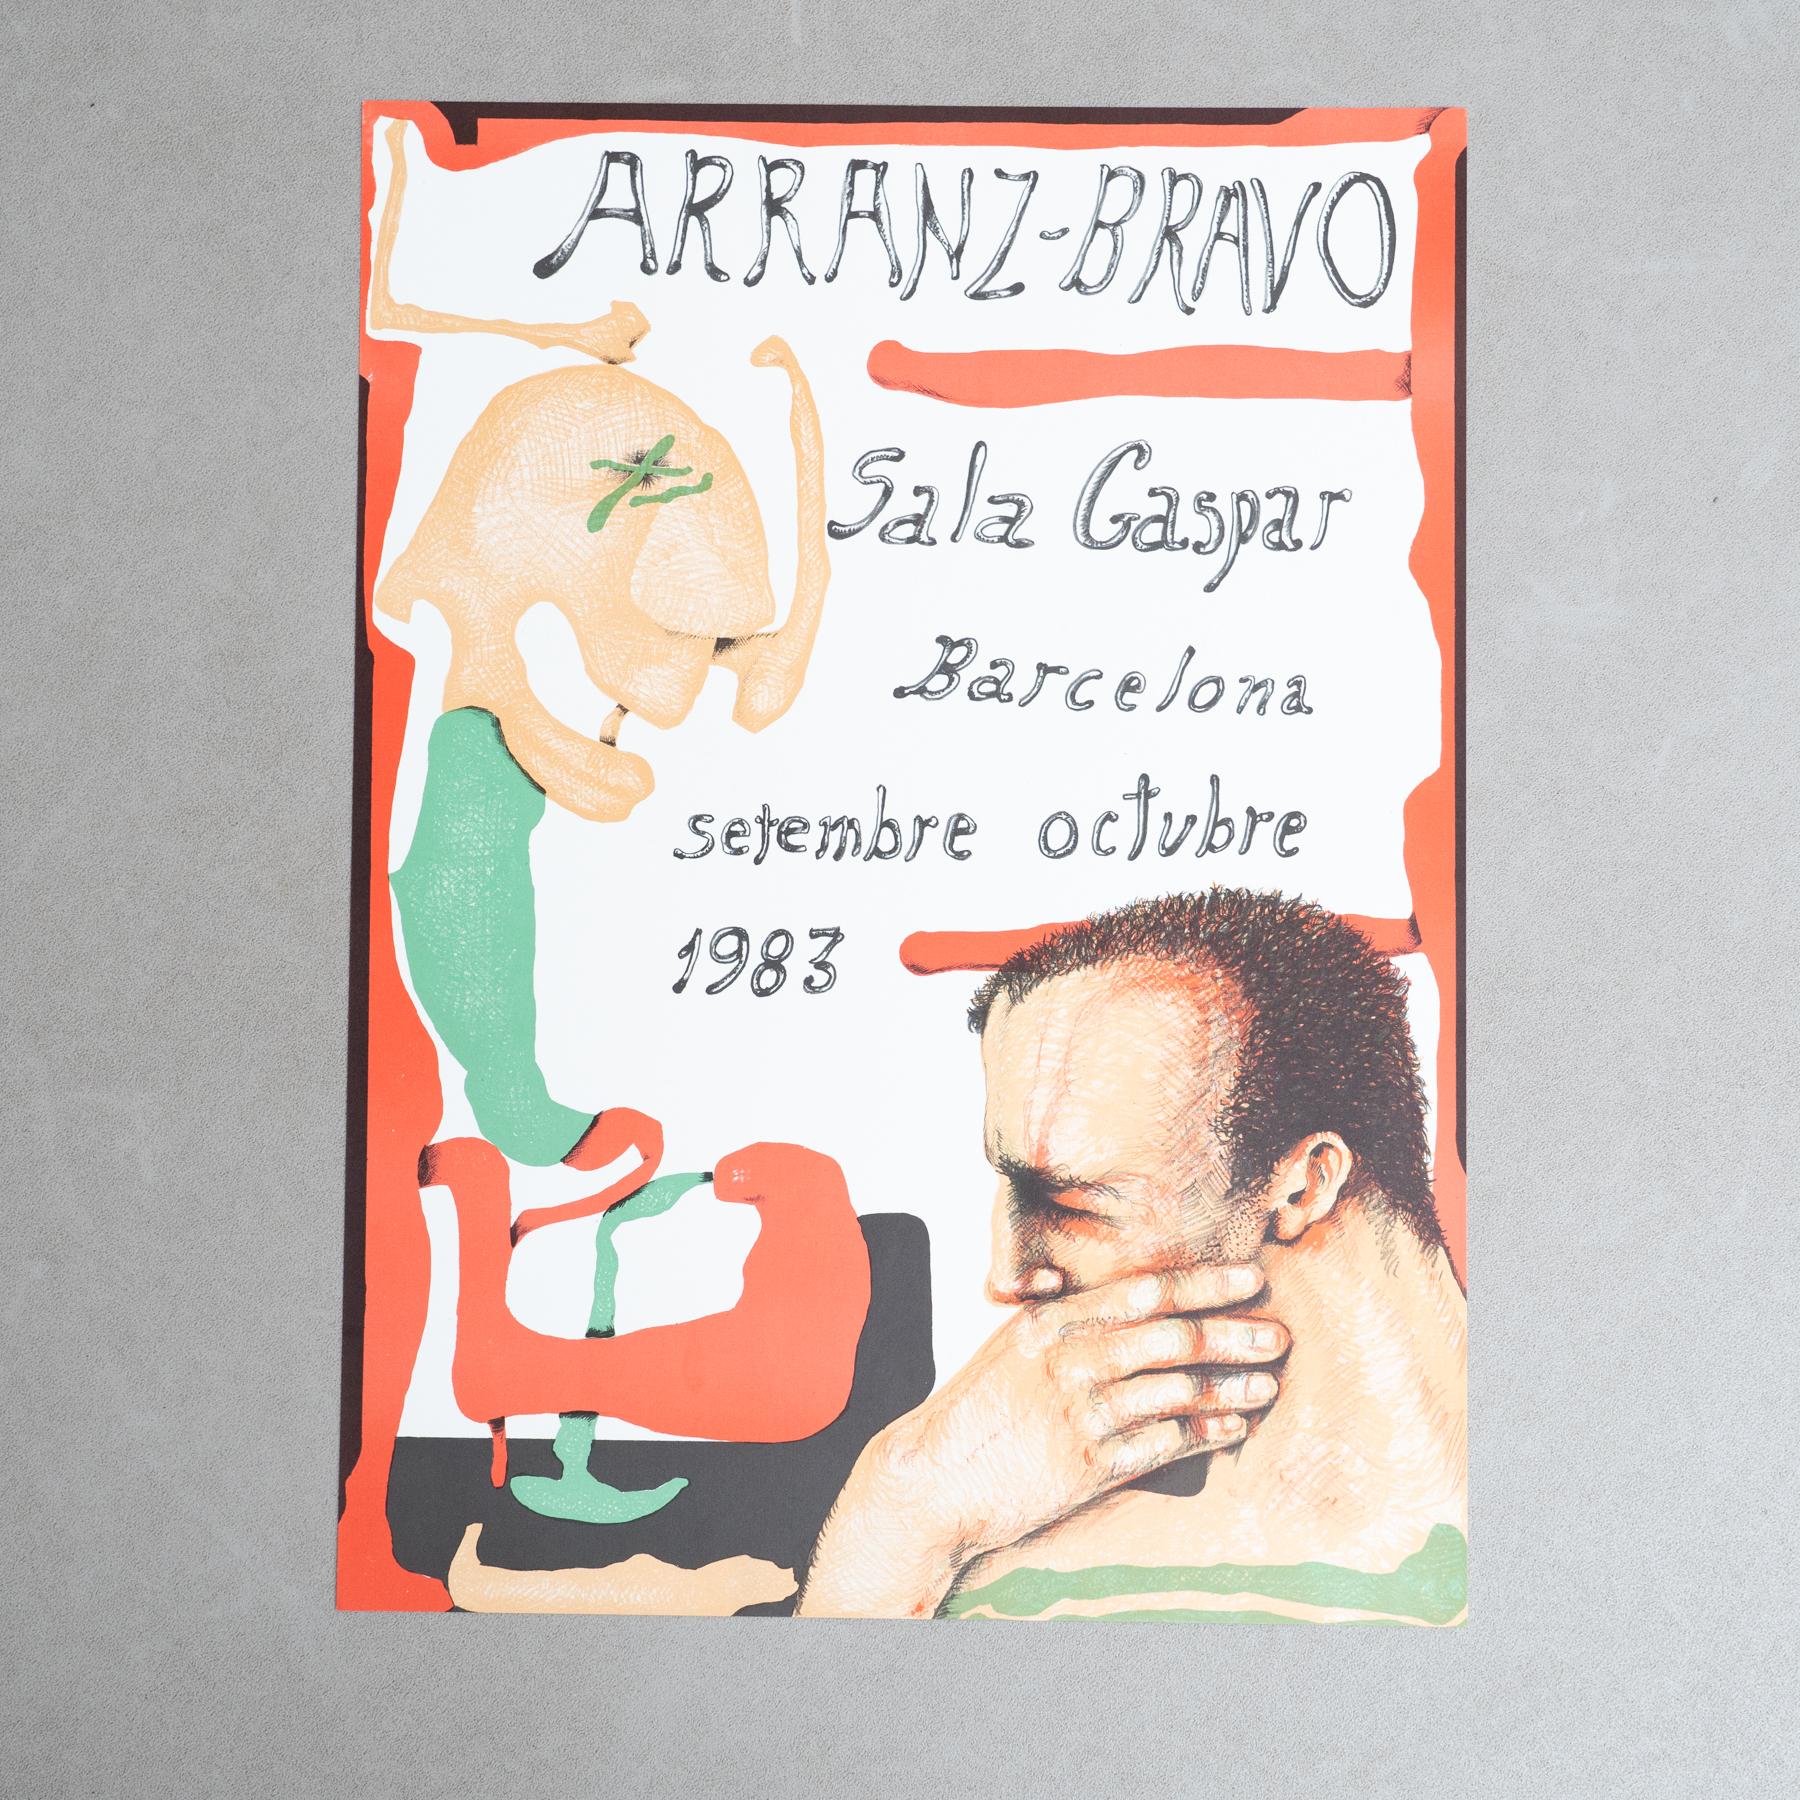 ARRANZ-BRAVO
Sala Gaspar
Barcelona
setembre octubre
1983